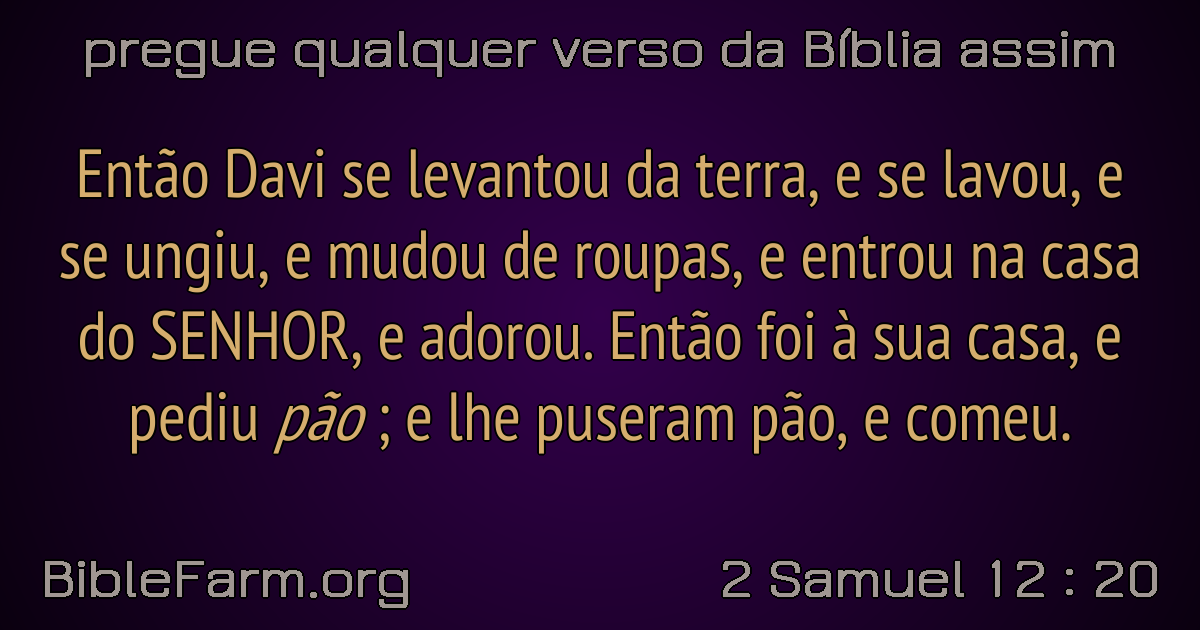 pregue qualquer verso da Bíblia assim
Então Davi se levantou da terra, e se lavou, e
se ungiu, e mudou de roupas, e entrou na casa
do SENHOR, e adorou. Então foi à sua casa, e
pediu pão ; e lhe puseram pão, e comeu.
BibleFarm.org
2 Samuel 12 : 20